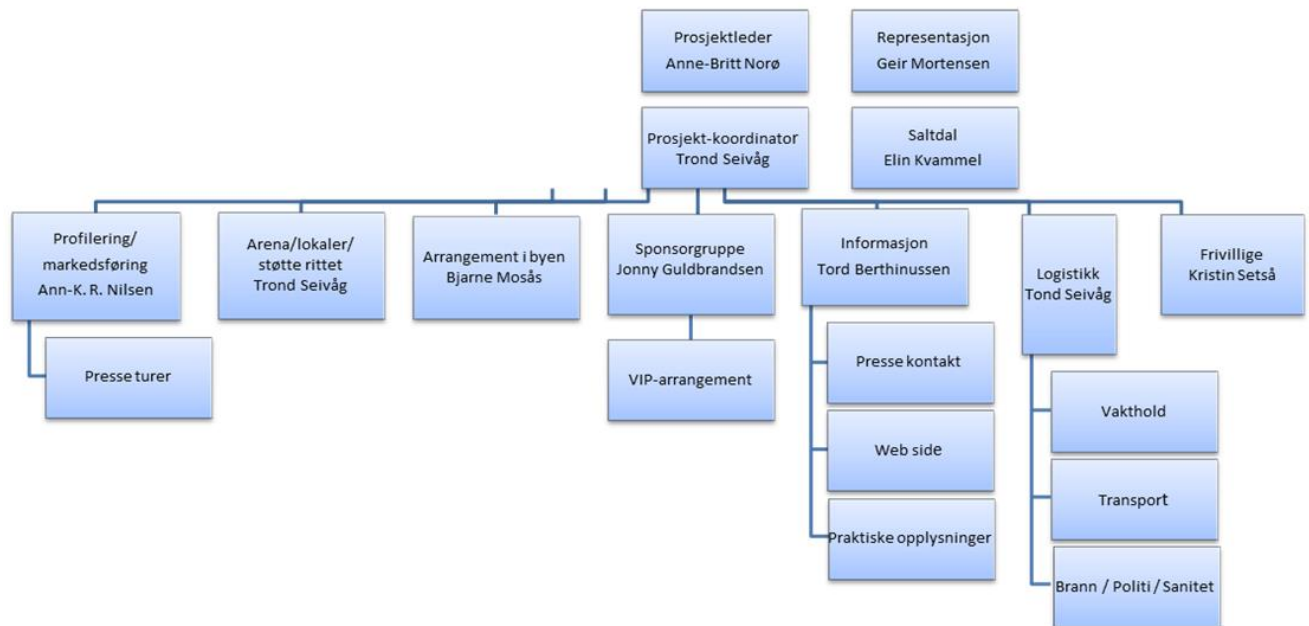 Prosjektleder
Anne-Britt Norø
Representasjon
Geir Mortensen
Prosjekt-koordinator
Trond Seivåg
Saltdal
Elin Kvammel
Profilering/
markedsføring
Ann-K. R. Nilsen
Arena/lokaler/
støtte rittet
Trond Seivåg
Arrangement i byen
Bjarne Mosås
Sponsorgruppe
Jonny Guldbrandsen
Informasjon
Tord Berthinussen
Logistikk
Tond Seivåg
Frivillige
Kristin Setså
Presse turer
VIP-arrangement
Presse kontakt
Web side
Praktiske opplysninger
Vakthold
Transport
Brann / Politi / Sanitet